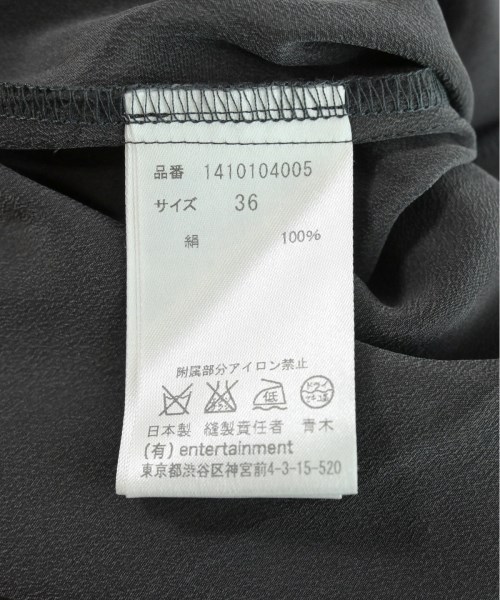 品番 1410104005
サイズ 36
絹 100%
附属部分アイロン禁止
低 ドライ
日本製 縫製責任者 青木
(有) entertainment
東京都渋谷区神宮前4-3-15-520